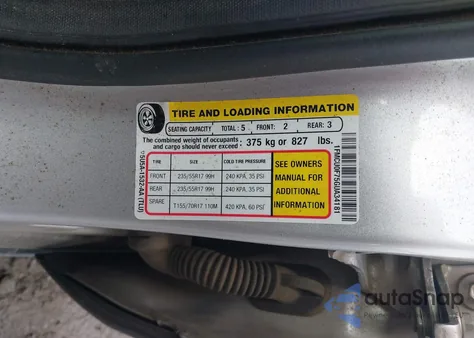 TIRE AND LOADING INFORMATION
SEATING CAPACITY TOTAL: 5 FRONT: 2 REAR: 3
The combined weight of occupants and cargo should never exceed: 375 kg or 827 lbs.
TIRE SIZE COLD TIRE PRESSURE
FRONT 235/55R17 99H 240 KPA, 35 PSI
REAR 235/55R17 99H 240 KPA, 35 PSI
SPARE T155/70R17 110M 420 KPA, 60 PSI
SEE OWNERS
MANUAL FOR
ADDITIONAL
INFORMATION
autoSnap